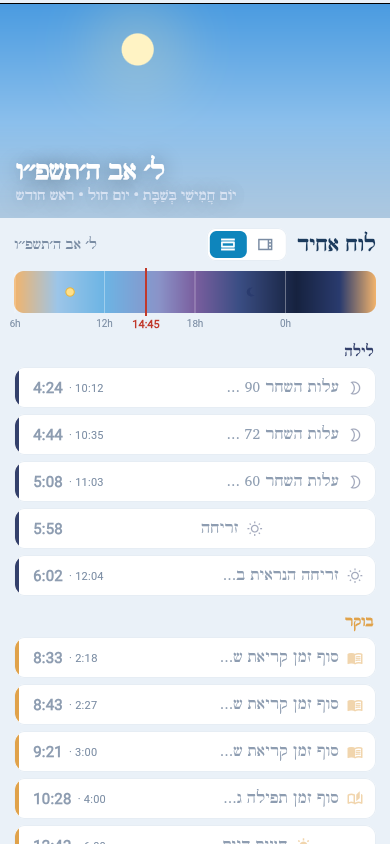 ל׳ אב ה׳תשפ״ו
יוֹם חֲמִישִׁי בְּשַׁבָּת • יום חול • ראש חודש
לוח אחיד
ל׳ אב ה׳תשפ״ו
6h 12h 14:45 18h 0h
לילה
עלות השחר 90 ... 4:24 · 10:12
עלות השחר 72 ... 4:44 · 10:35
עלות השחר 60 ... 5:08 · 11:03
זריחה 5:58
זריחה הנראית ב... 6:02 · 12:04
בוקר
סוף זמן קריאת ש... 8:33 · 2:18
סוף זמן קריאת ש... 8:43 · 2:27
סוף זמן קריאת ש... 9:21 · 3:00
סוף זמן תפילה ג... 10:28 · 4:00